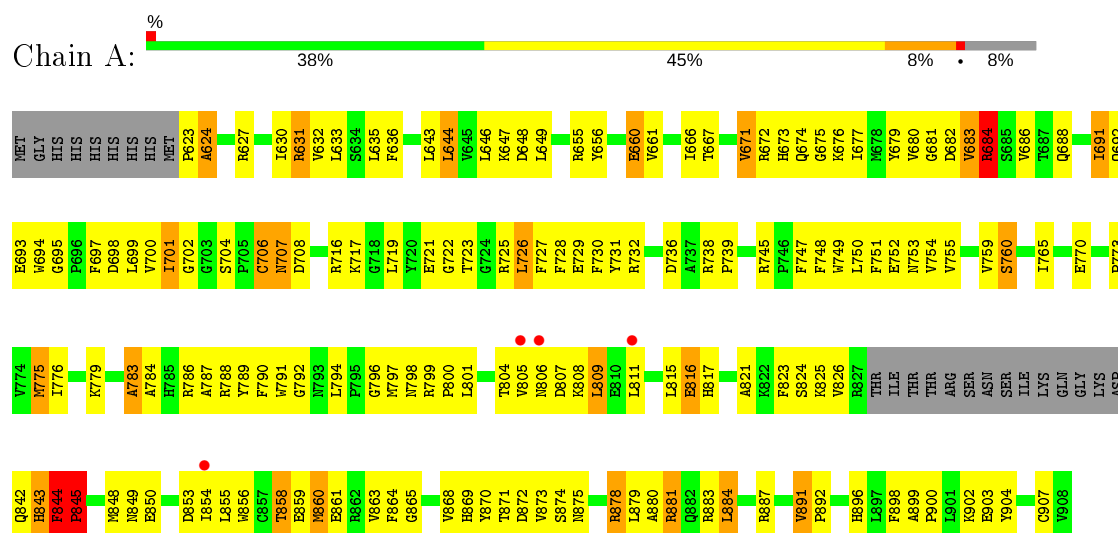 %
Chain A:
38% 45% 8% • 8%
MET GLY HIS HIS HIS HIS HIS HIS MET P623 A624 R627 I630 R631 V632 L633 S634 L635 F636 L643 L644 V645 L646 K647 D648 L649 R655 Y656 E660 V661 I666 T667 V671 R672 H673 Q674 G675 K676 I677 M678 Y679 V680 G681 D682 V683 R684 S685 V686 T687 Q688 I691
E693 W694 G695 P696 F697 D698 L699 V700 I701 G702 G703 S704 P705 C706 N707 D708 R716 K717 G718 L719 Y720 E721 G722 T723 G724 R725 L726 F727 F728 E729 F730 Y731 R732 D736 A737 R738 P739 R745 P746 F747 F748 W749 L750 F751 E752 N753 V754 V755 V759 S760 I765 E770
V774 M775 I776 K779 A783 A784 H785 R786 A787 R788 Y789 F790 W791 G792 N793 L794 P795 G796 M797 N798 R799 P800 L801 T804 V805 N806 D807 K808 L809 E810 L811 L815 E816 H817 A821 K822 F823 S824 K825 V826 R827 THR ILE THR THR ARG SER ASN SER ILE LYS GLN GLY LYS
Q842 H843 F844 P845 M848 N849 E850 D853 I854 L855 W856 C857 T858 E859 M860 E861 R862 V863 F864 G865 V868 H869 Y870 T871 D872 V873 S874 N875 R878 L879 A880 R881 Q882 R883 L884 R887 V891 P892 H896 L897 F898 A899 P900 L901 K902 E903 Y904 C907 V908